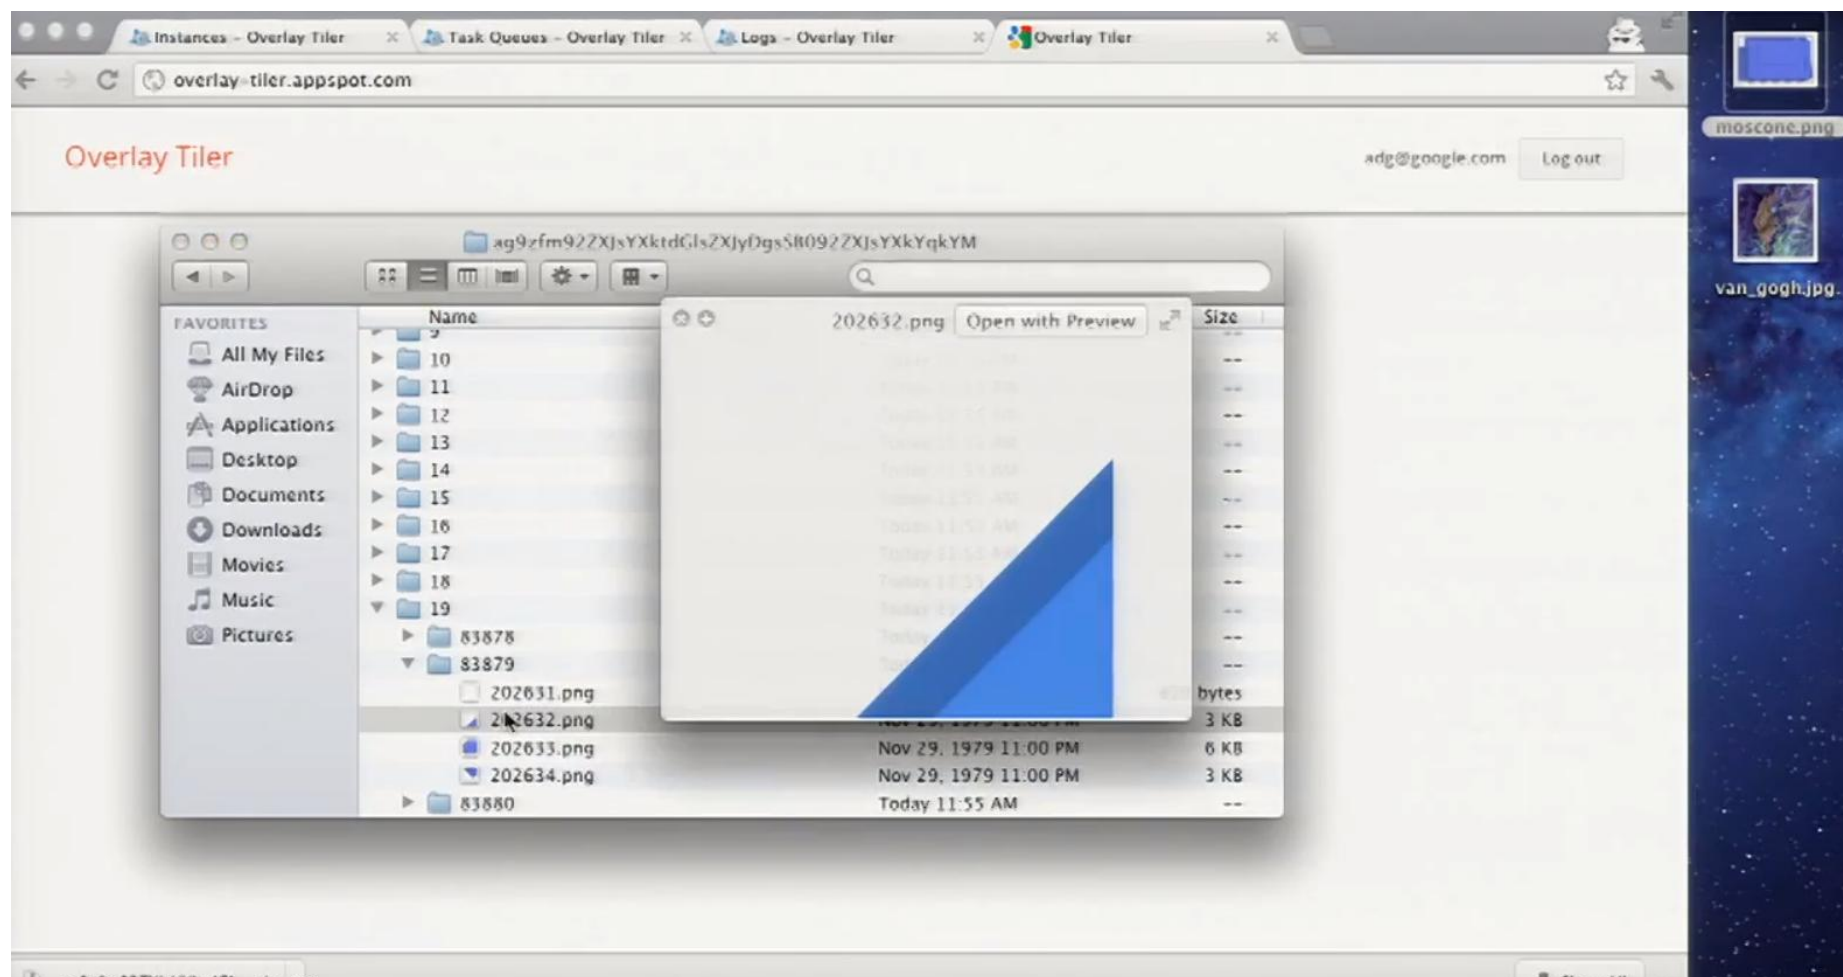 Instances - Overlay Tiler
Task Queues - Overlay Tiler
Logs - Overlay Tiler
Overlay Tiler
overlay-tiler.appspot.com
moscone.png
Overlay Tiler
adg@google.com
Log out
van_gogh.jpg
FAVORITES
All My Files
AirDrop
Applications
Desktop
Documents
Downloads
Movies
Music
Pictures
Name
Size
9
10 --
11 --
12 --
13 --
14 --
15 --
16 --
17 --
18 --
19 --
83878 --
83879 --
202631.png bytes
202632.png 3 KB
202633.png Nov 29, 1979 11:00 PM 6 KB
202634.png Nov 29, 1979 11:00 PM 3 KB
83880 Today 11:55 AM --
202632.png
Open with Preview